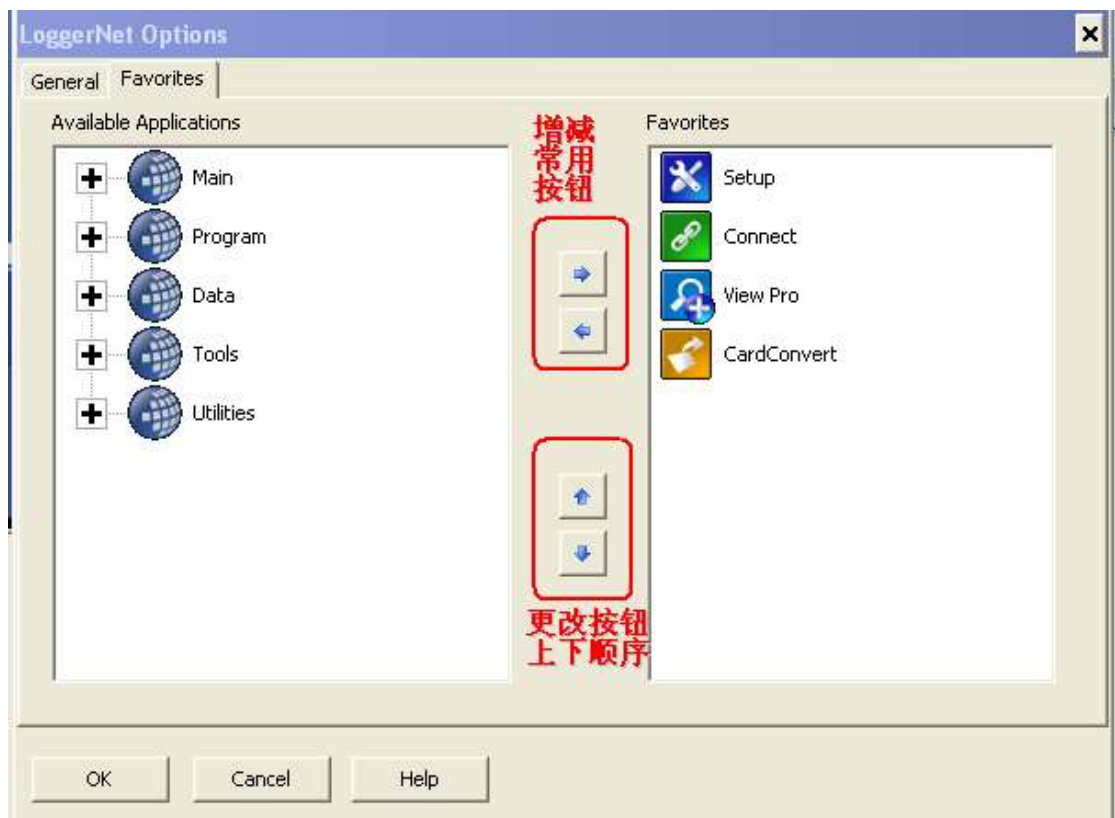 LoggerNet Options
General Favorites
Available Applications
Main
Program
Data
Tools
Utilities
增减
常用
按钮
更改按钮
上下顺序
Favorites
Setup
Connect
View Pro
CardConvert
OK Cancel Help